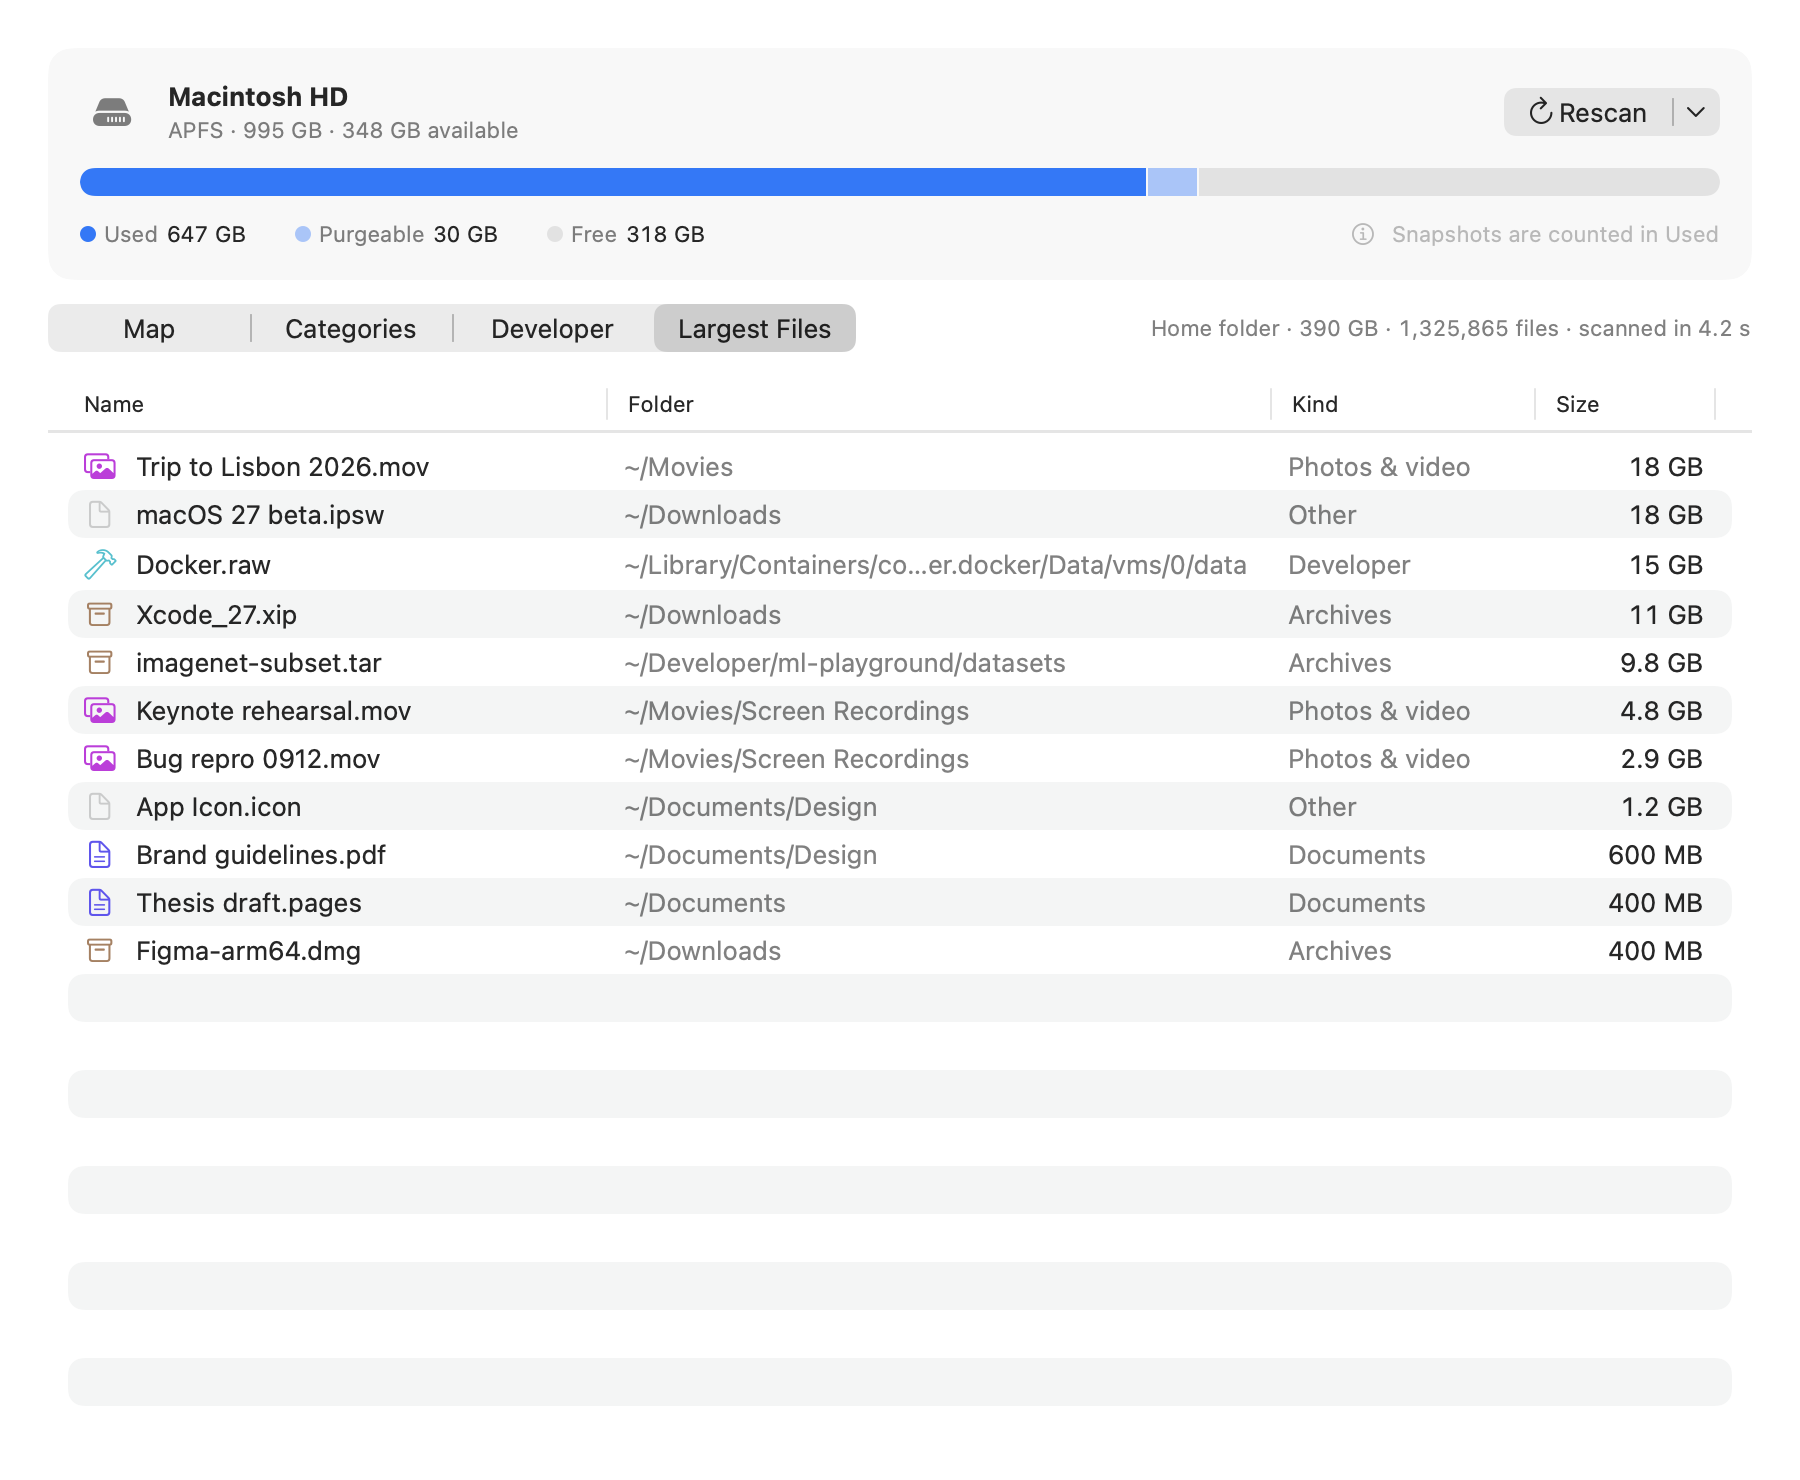 Macintosh HD
APFS · 995 GB · 348 GB available
Rescan
Used 647 GB Purgeable 30 GB Free 318 GB Snapshots are counted in Used
Map Categories Developer Largest Files Home folder · 390 GB · 1,325,865 files · scanned in 4.2 s
Name Folder Kind Size
Trip to Lisbon 2026.mov ~/Movies Photos & video 18 GB
macOS 27 beta.ipsw ~/Downloads Other 18 GB
Docker.raw ~/Library/Containers/co...er.docker/Data/vms/0/data Developer 15 GB
Xcode_27.xip ~/Downloads Archives 11 GB
imagenet-subset.tar ~/Developer/ml-playground/datasets Archives 9.8 GB
Keynote rehearsal.mov ~/Movies/Screen Recordings Photos & video 4.8 GB
Bug repro 0912.mov ~/Movies/Screen Recordings Photos & video 2.9 GB
App Icon.icon ~/Documents/Design Other 1.2 GB
Brand guidelines.pdf ~/Documents/Design Documents 600 MB
Thesis draft.pages ~/Documents Documents 400 MB
Figma-arm64.dmg ~/Downloads Archives 400 MB